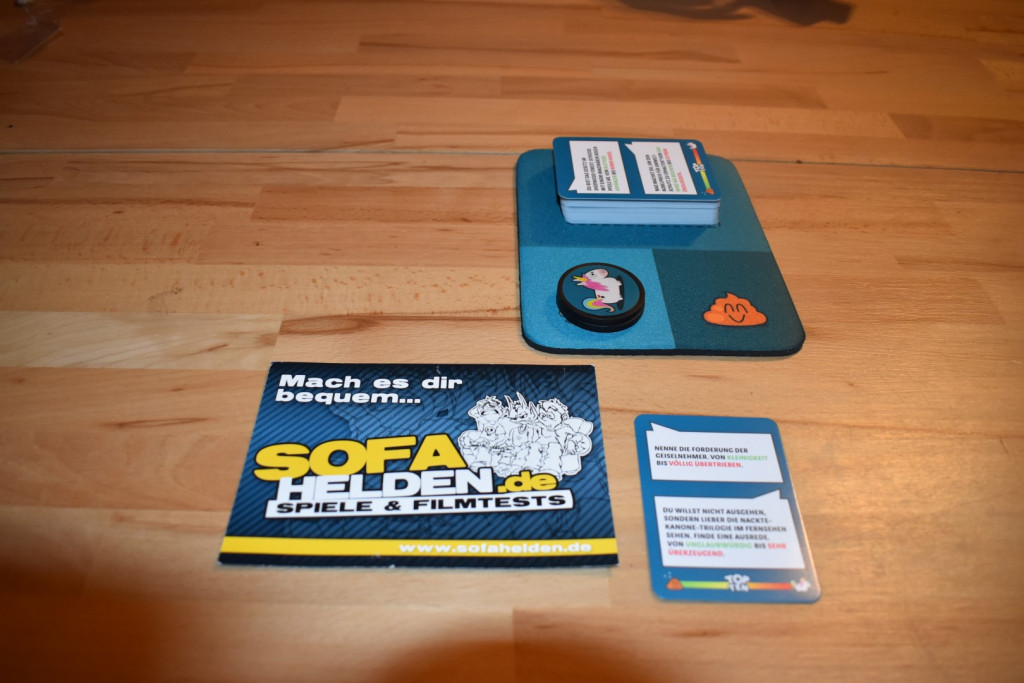 Mach es dir
bequem...
SOFA
HELDEN.de
SPIELE & FILMTESTS
www.sofahelden.de
NENNE DIE FORDERUNG DER
GEISELNEHMER. VON KLEINIGKEIT
BIS VÖLLIG ÜBERTRIEBEN.
DU WILLST NICHT AUSGEHEN,
SONDERN LIEBER DIE NACKTE-
KANONE-TRILOGIE IM FERNSEHEN
SEHEN. FINDE EINE AUSREDE.
VON UNGLAUBWÜRDIG BIS SEHR
ÜBERZEUGEND.
TOP
TEN